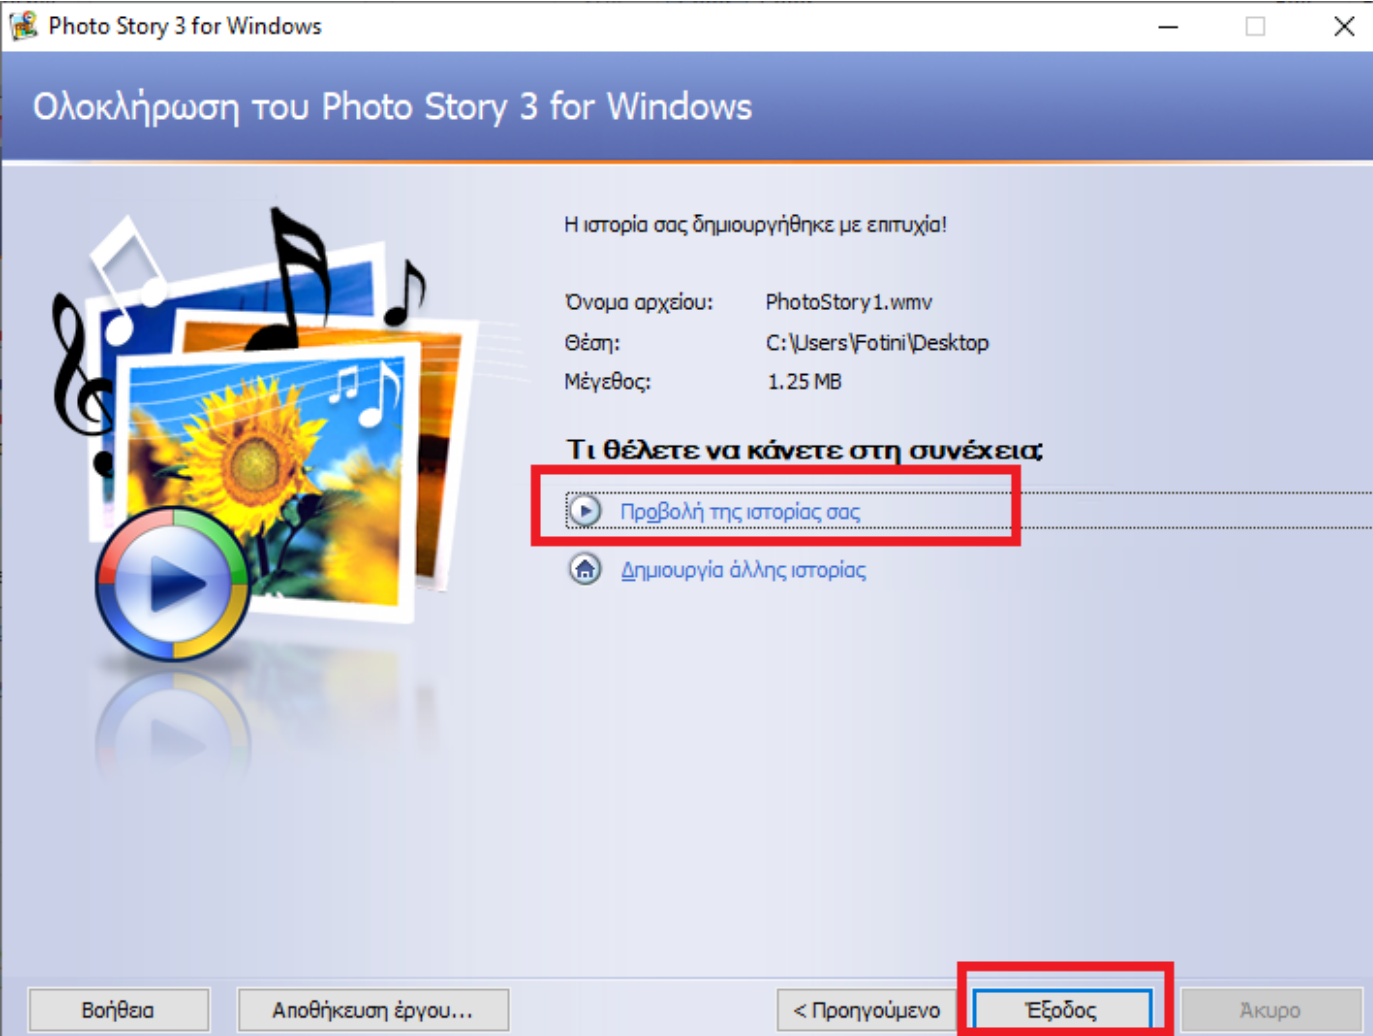 Photo Story 3 for Windows
Ολοκλήρωση του Photo Story 3 for Windows
Η ιστορία σας δημιουργήθηκε με επιτυχία!
Όνομα αρχείου: PhotoStory1.wmv
Θέση: C:\Users\Fotini\Desktop
Μέγεθος: 1.25 MB
Τι θέλετε να κάνετε στη συνέχεια;
Προβολή της ιστορίας σας
Δημιουργία άλλης ιστορίας
Βοήθεια Αποθήκευση έργου... < Προηγούμενο Έξοδος Άκυρο